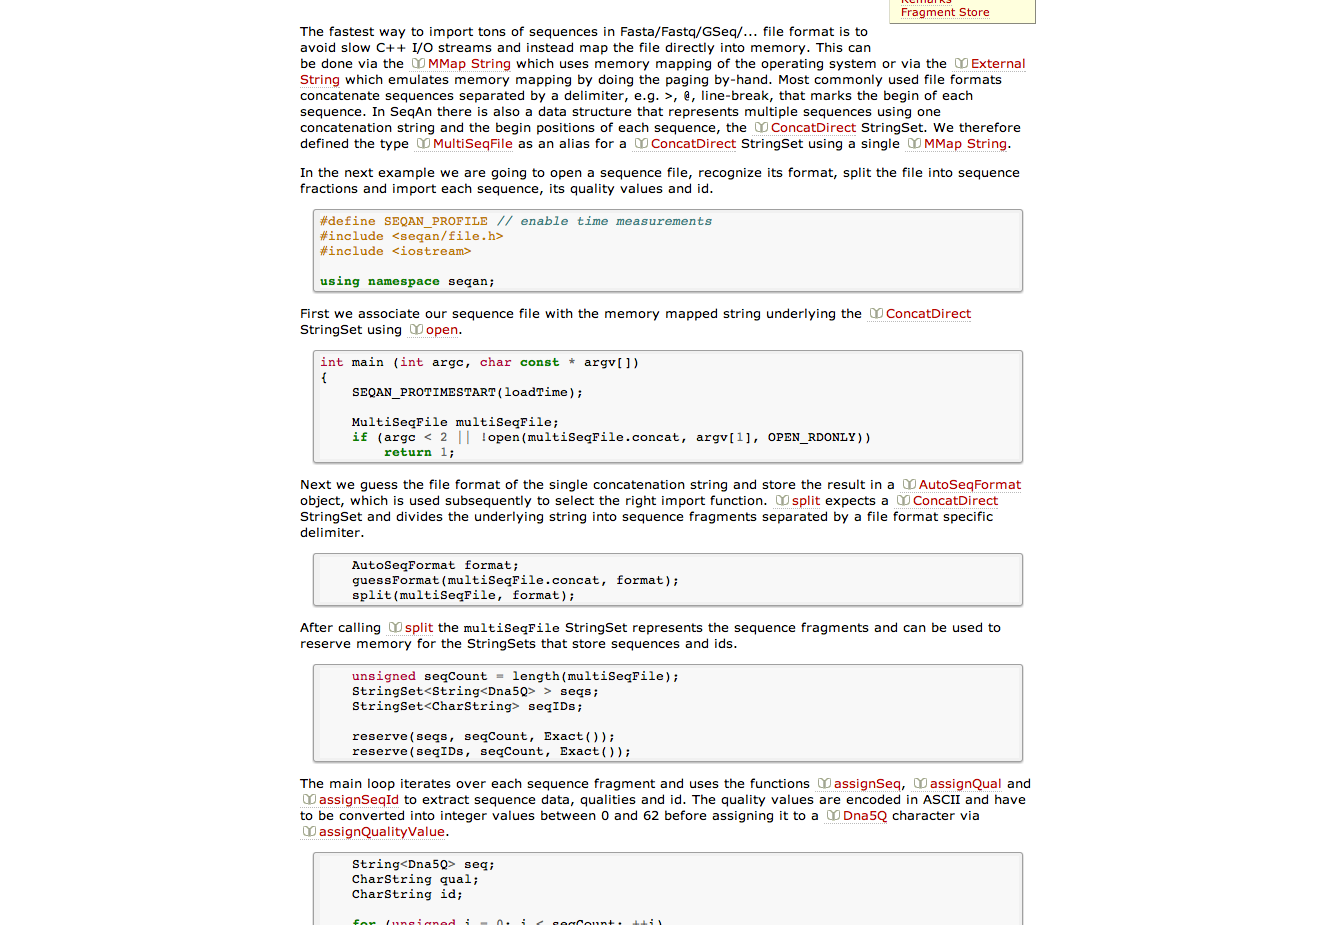 Remarks
Fragment Store
The fastest way to import tons of sequences in Fasta/Fastq/GSeq/... file format is to
avoid slow C++ I/O streams and instead map the file directly into memory. This can
be done via the MMap String which uses memory mapping of the operating system or via the External
String which emulates memory mapping by doing the paging by-hand. Most commonly used file formats
concatenate sequences separated by a delimiter, e.g. >, @, line-break, that marks the begin of each
sequence. In SeqAn there is also a data structure that represents multiple sequences using one
concatenation string and the begin positions of each sequence, the ConcatDirect StringSet. We therefore
defined the type MultiSeqFile as an alias for a ConcatDirect StringSet using a single MMap String.
In the next example we are going to open a sequence file, recognize its format, split the file into sequence
fractions and import each sequence, its quality values and id.
#define SEQAN_PROFILE // enable time measurements
#include <seqan/file.h>
#include <iostream>
using namespace seqan;
First we associate our sequence file with the memory mapped string underlying the ConcatDirect
StringSet using open.
int main (int argc, char const * argv[])
{
SEQAN_PROTIMESTART(loadTime);
MultiSeqFile multiSeqFile;
if (argc < 2 || !open(multiSeqFile.concat, argv[1], OPEN_RDONLY))
return 1;
Next we guess the file format of the single concatenation string and store the result in a AutoSeqFormat
object, which is used subsequently to select the right import function. split expects a ConcatDirect
StringSet and divides the underlying string into sequence fragments separated by a file format specific
delimiter.
AutoSeqFormat format;
guessFormat(multiSeqFile.concat, format);
split(multiSeqFile, format);
After calling split the multiSeqFile StringSet represents the sequence fragments and can be used to
reserve memory for the StringSets that store sequences and ids.
unsigned seqCount = length(multiSeqFile);
StringSet<String<Dna5Q> > seqs;
StringSet<CharString> seqIDs;
reserve(seqs, seqCount, Exact());
reserve(seqIDs, seqCount, Exact());
The main loop iterates over each sequence fragment and uses the functions assignSeq, assignQual and
assignSeqId to extract sequence data, qualities and id. The quality values are encoded in ASCII and have
to be converted into integer values between 0 and 62 before assigning it to a Dna5Q character via
assignQualityValue.
String<Dna5Q> seq;
CharString qual;
CharString id;
for (unsigned i = 0; i < seqCount; ++i)